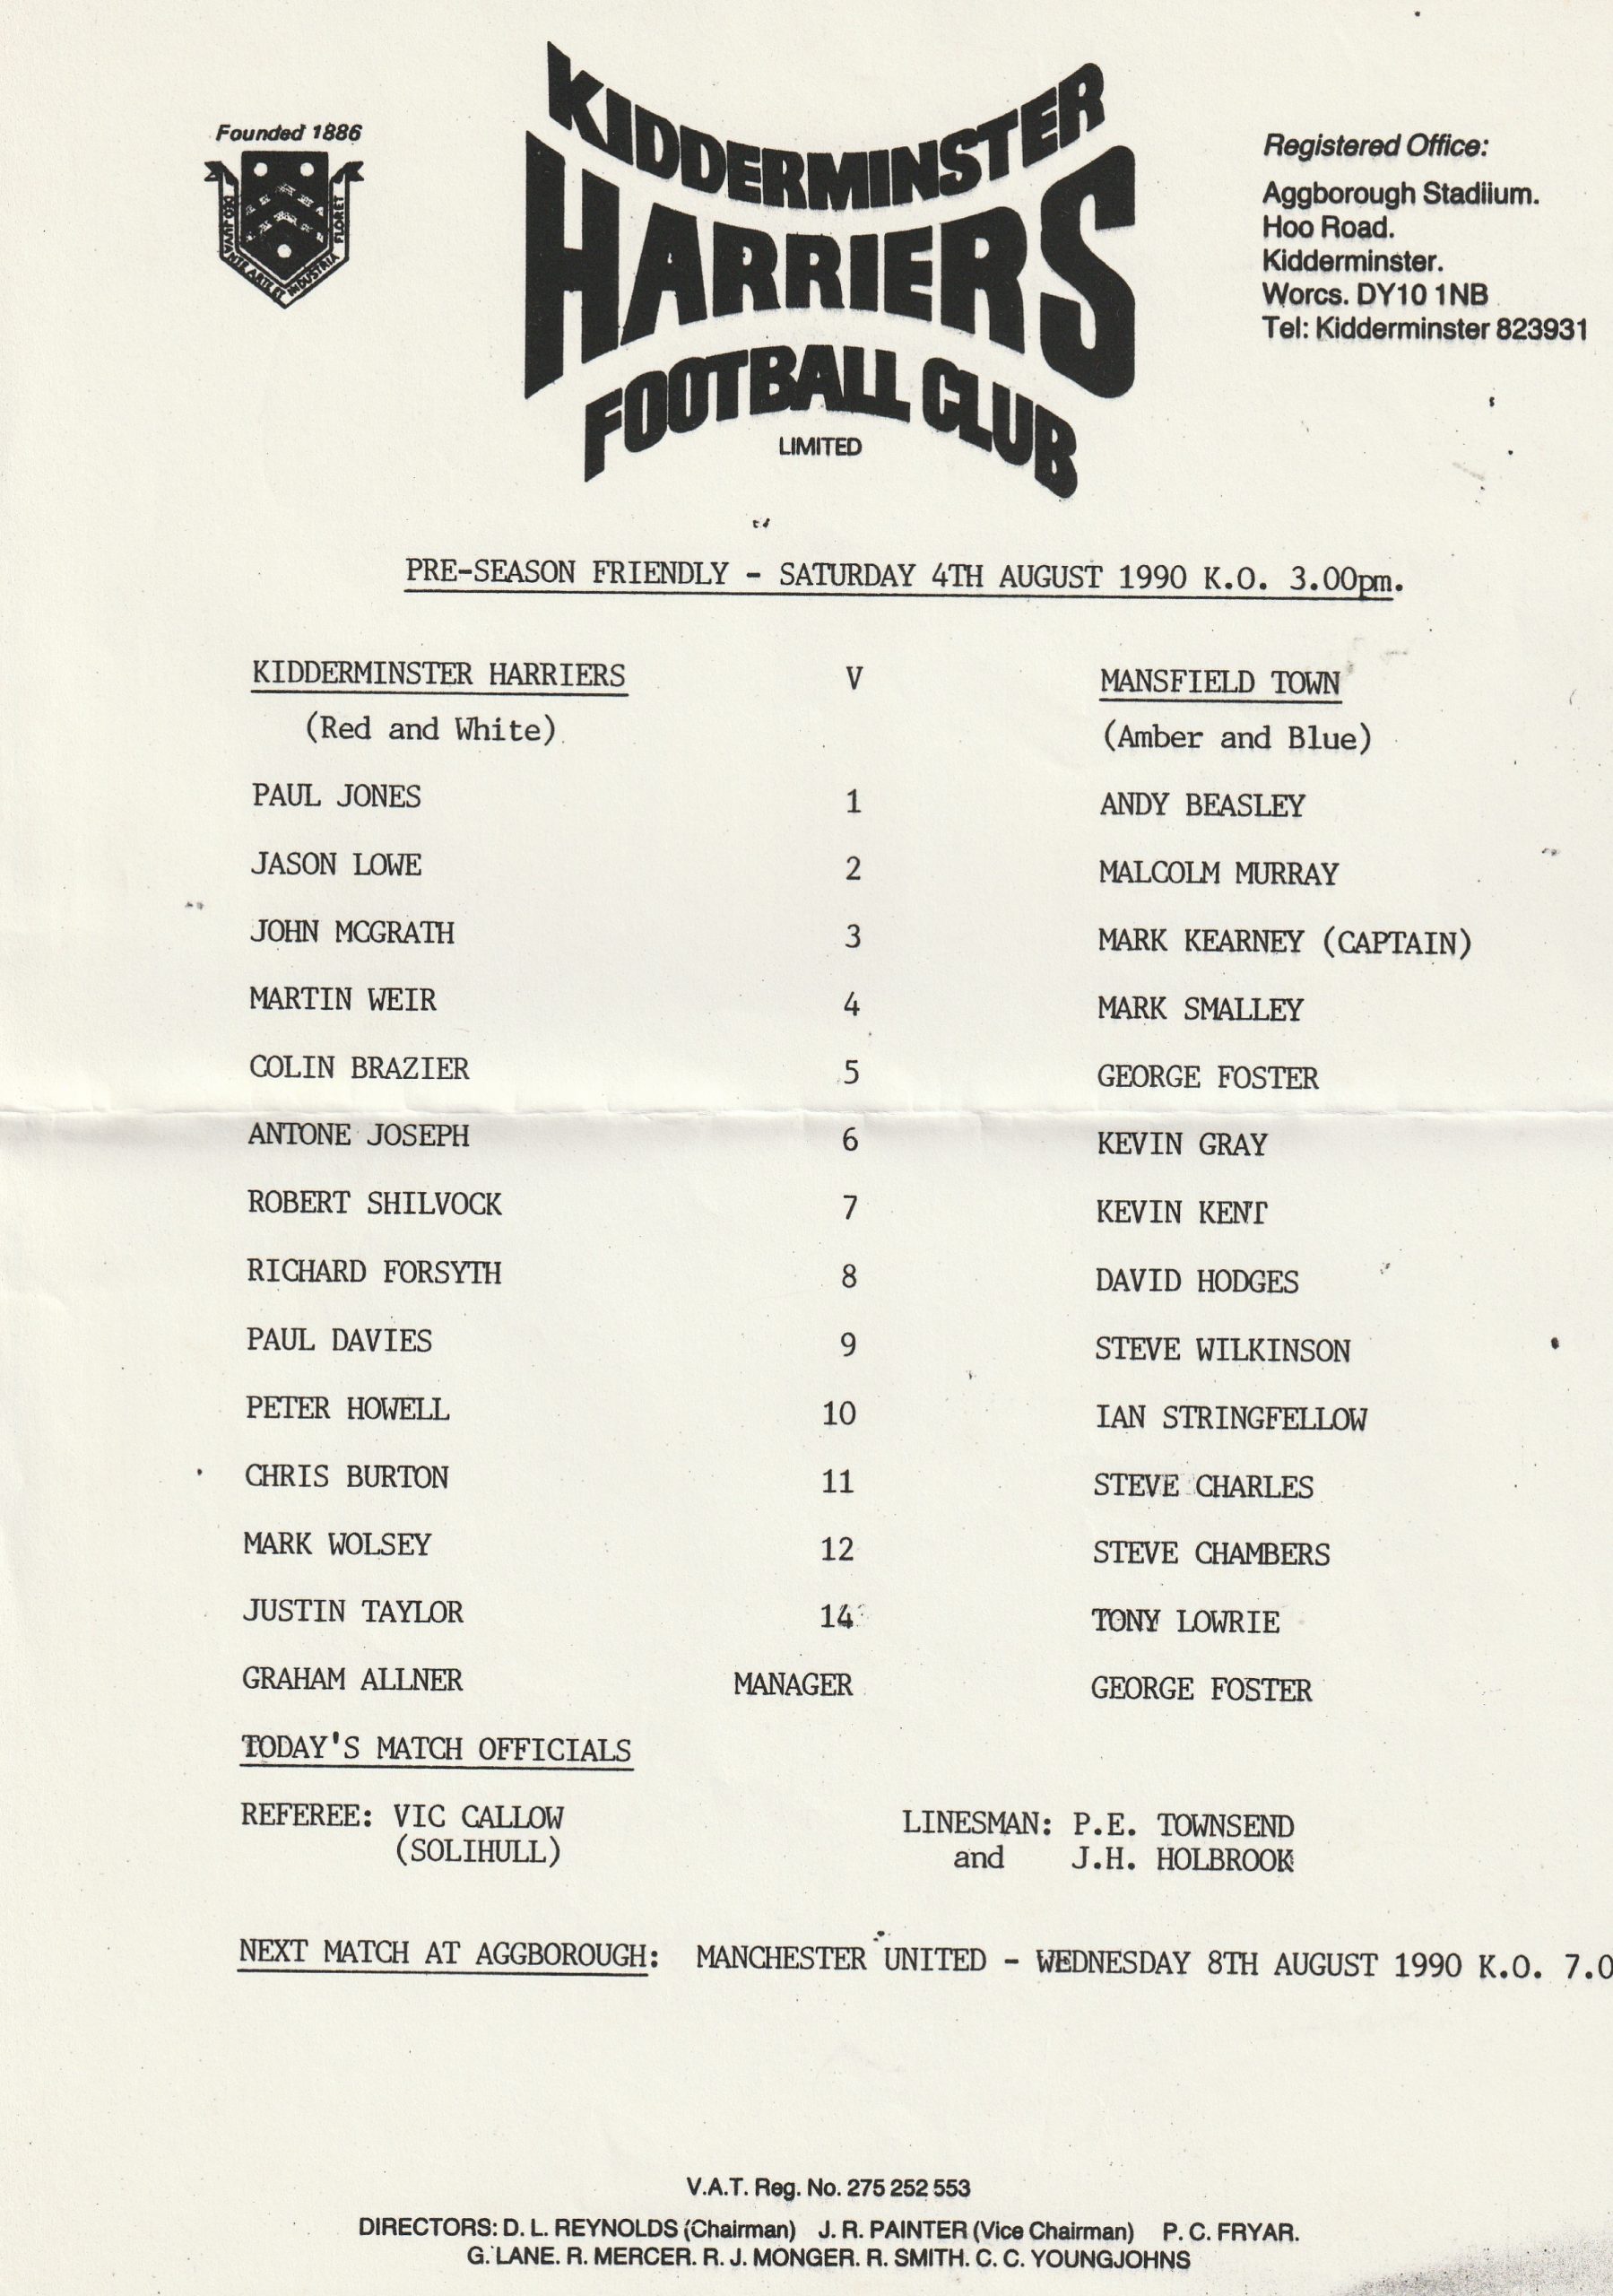 Founded 1886
DEO JUVANTE ARTE ET INDUSTRIA FLORET
KIDDERMINSTER
HARRIERS
FOOTBALL CLUB
LIMITED
Registered Office:
Aggborough Stadiium.
Hoo Road.
Kidderminster.
Worcs. DY10 1NB
Tel: Kidderminster 823931
PRE-SEASON FRIENDLY - SATURDAY 4TH AUGUST 1990 K.O. 3.00pm.
KIDDERMINSTER HARRIERS V MANSFIELD TOWN
(Red and White) (Amber and Blue)
PAUL JONES 1 ANDY BEASLEY
JASON LOWE 2 MALCOLM MURRAY
JOHN MCGRATH 3 MARK KEARNEY (CAPTAIN)
MARTIN WEIR 4 MARK SMALLEY
COLIN BRAZIER 5 GEORGE FOSTER
ANTONE JOSEPH 6 KEVIN GRAY
ROBERT SHILVOCK 7 KEVIN KENT
RICHARD FORSYTH 8 DAVID HODGES
PAUL DAVIES 9 STEVE WILKINSON
PETER HOWELL 10 IAN STRINGFELLOW
CHRIS BURTON 11 STEVE CHARLES
MARK WOLSEY 12 STEVE CHAMBERS
JUSTIN TAYLOR 14 TONY LOWRIE
GRAHAM ALLNER MANAGER GEORGE FOSTER
TODAY'S MATCH OFFICIALS
REFEREE: VIC CALLOW LINESMAN: P.E. TOWNSEND
(SOLIHULL) and J.H. HOLBROOK
NEXT MATCH AT AGGBOROUGH: MANCHESTER UNITED - WEDNESDAY 8TH AUGUST 1990 K.O. 7.0
V.A.T. Reg. No. 275 252 553
DIRECTORS: D. L. REYNOLDS (Chairman) J. R. PAINTER (Vice Chairman) P. C. FRYAR.
G. LANE. R. MERCER. R. J. MONGER. R. SMITH. C. C. YOUNGJOHNS